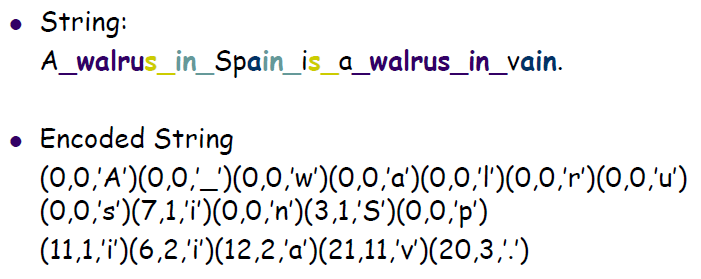 • String:
A_walrus_in_Spain_is_a_walrus_in_vain.
• Encoded String
(0,0,'A')(0,0,'_')(0,0,'w')(0,0,'a')(0,0,'l')(0,0,'r')(0,0,'u')
(0,0,'s')(7,1,'i')(0,0,'n')(3,1,'S')(0,0,'p')
(11,1,'i')(6,2,'i')(12,2,'a')(21,11,'v')(20,3,'.')